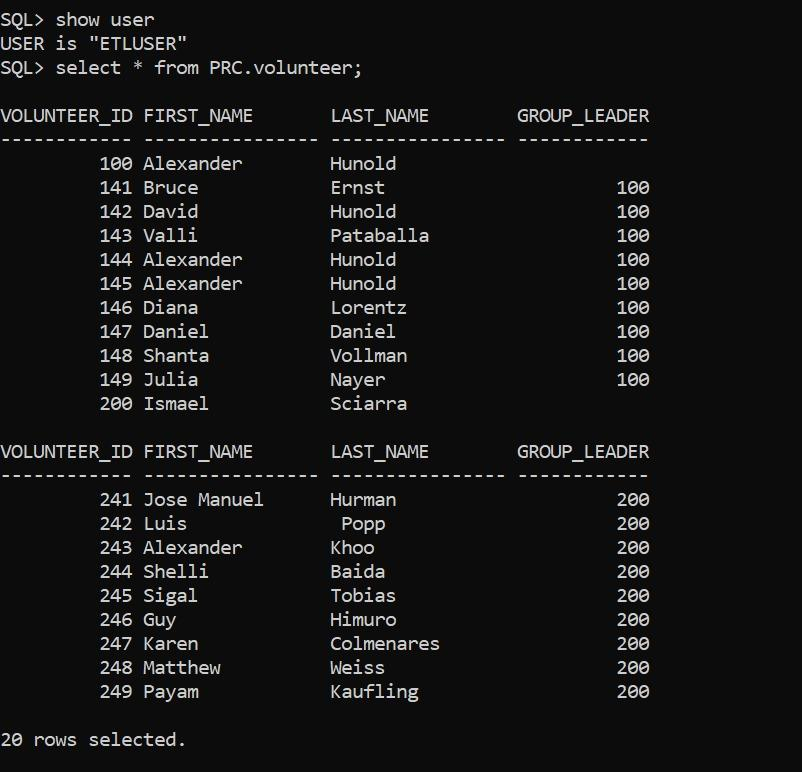 SQL> show user
USER is "ETLUSER"
SQL> select * from PRC.volunteer;
VOLUNTEER_ID FIRST_NAME       LAST_NAME        GROUP_LEADER
------------ ---------------- ---------------- ------------
         100 Alexander        Hunold
         141 Bruce            Ernst                     100
         142 David            Hunold                    100
         143 Valli            Pataballa                 100
         144 Alexander        Hunold                    100
         145 Alexander        Hunold                    100
         146 Diana            Lorentz                   100
         147 Daniel           Daniel                    100
         148 Shanta           Vollman                   100
         149 Julia            Nayer                     100
         200 Ismael           Sciarra
VOLUNTEER_ID FIRST_NAME       LAST_NAME        GROUP_LEADER
------------ ---------------- ---------------- ------------
         241 Jose Manuel      Hurman                    200
         242 Luis              Popp                     200
         243 Alexander        Khoo                      200
         244 Shelli           Baida                     200
         245 Sigal            Tobias                    200
         246 Guy              Himuro                    200
         247 Karen            Colmenares                200
         248 Matthew          Weiss                     200
         249 Payam            Kaufling                  200
20 rows selected.